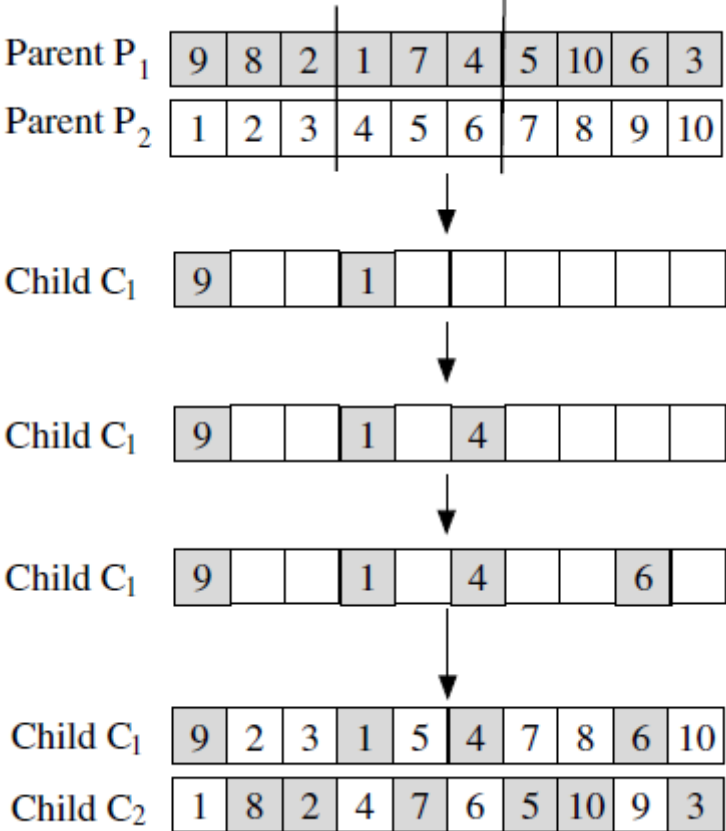 Parent P1 9 8 2 1 7 4 5 10 6 3
Parent P2 1 2 3 4 5 6 7 8 9 10
Child C1 9 1
Child C1 9 1 4
Child C1 9 1 4 6
Child C1 9 2 3 1 5 4 7 8 6 10
Child C2 1 8 2 4 7 6 5 10 9 3